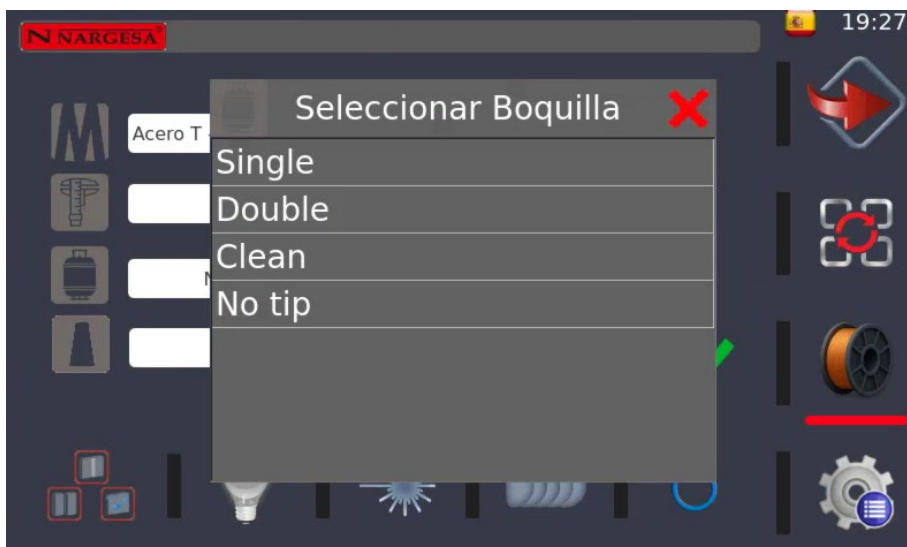 N NARGESA®
19:27
Seleccionar Boquilla
Acero T
Single
Double
Clean
No tip